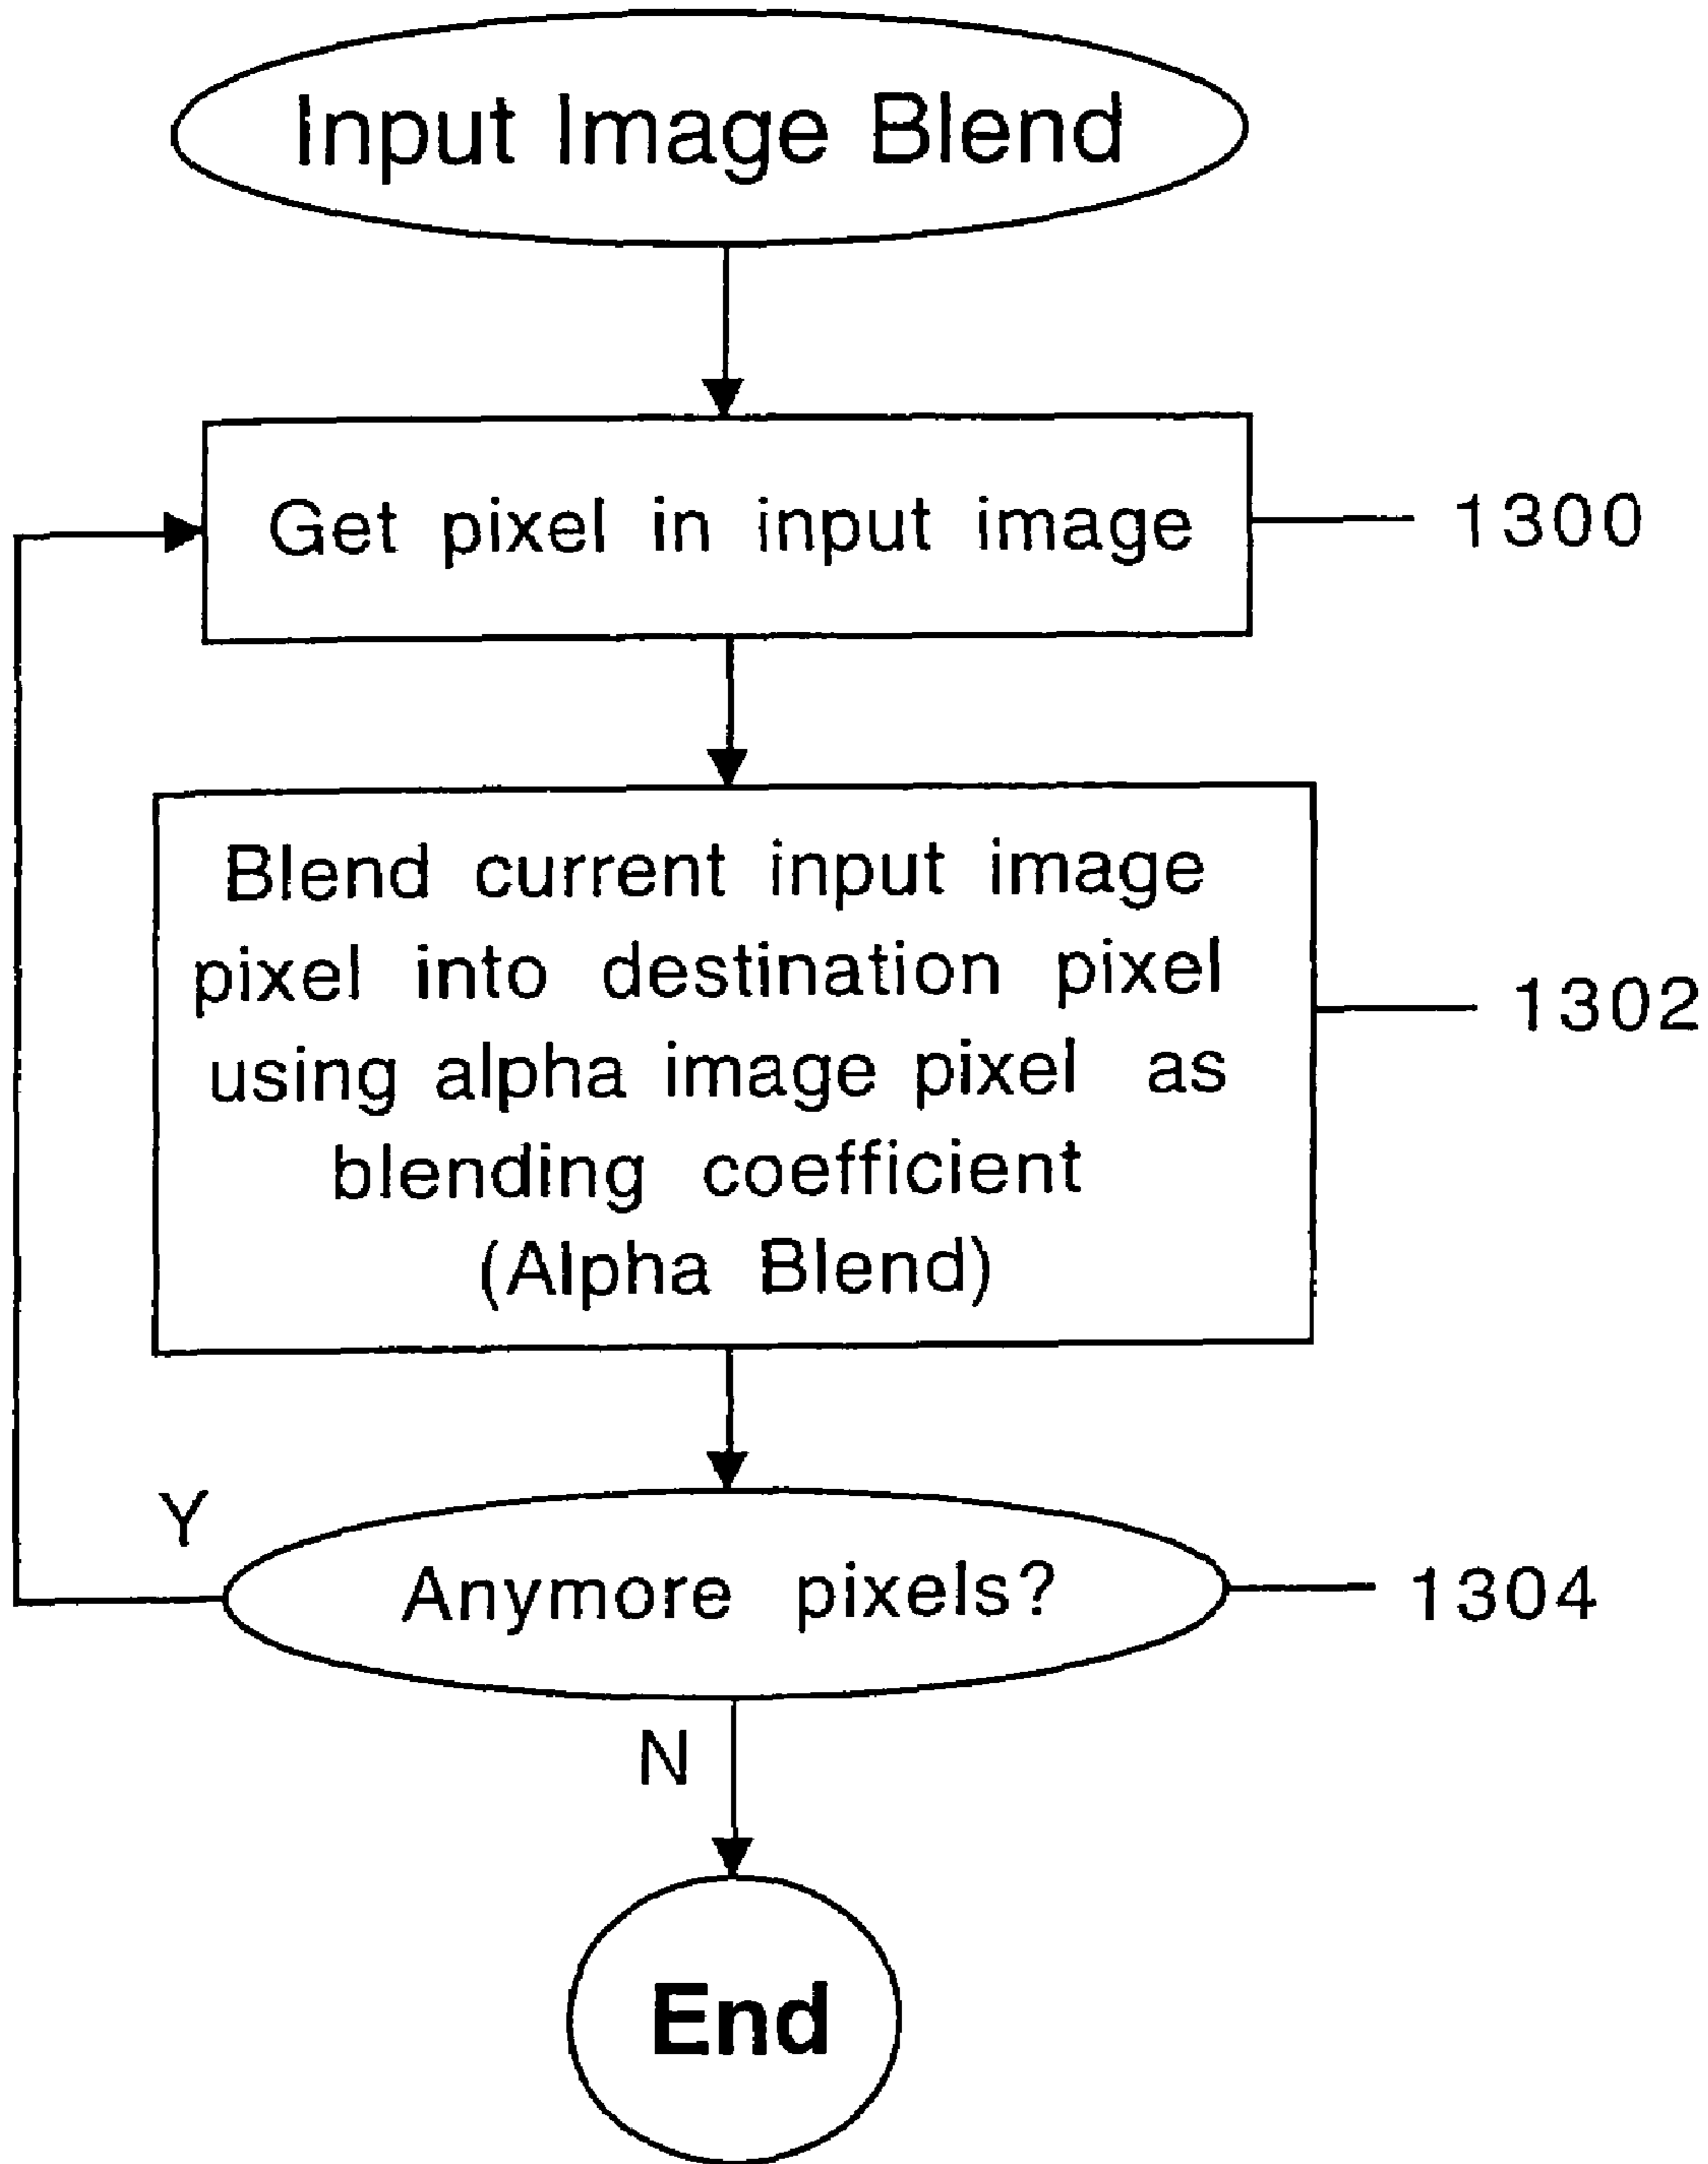 Input Image Blend
Get pixel in input image
1300
Blend current input image
pixel into destination pixel
using alpha image pixel as
blending coefficient
(Alpha Blend)
1302
Y
Anymore pixels?
1304
N
End